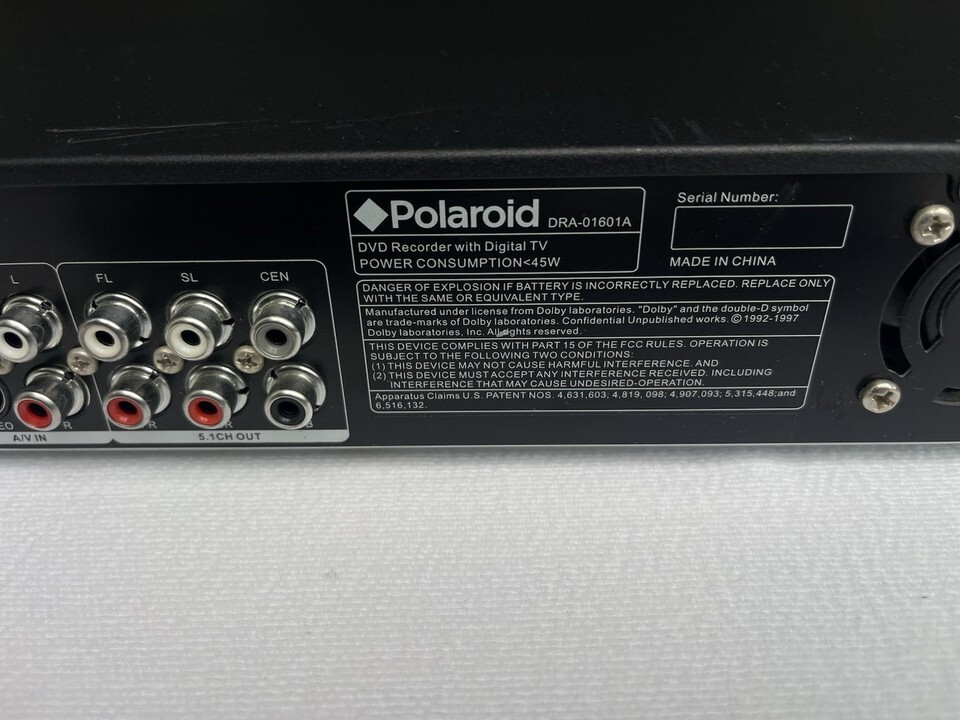 Polaroid DRA-01601A
DVD Recorder with Digital TV
POWER CONSUMPTION<45W
Serial Number:
MADE IN CHINA
DANGER OF EXPLOSION IF BATTERY IS INCORRECTLY REPLACED. REPLACE ONLY
WITH THE SAME OR EQUIVALENT TYPE.
Manufactured under license from Dolby laboratories. "Dolby" and the double-D symbol
are trade-marks of Dolby laboratories. Confidential Unpublished works. © 1992-1997
Dolby laboratories, Inc. All rights reserved.
THIS DEVICE COMPLIES WITH PART 15 OF THE FCC RULES. OPERATION IS
SUBJECT TO THE FOLLOWING TWO CONDITIONS:
(1) THIS DEVICE MAY NOT CAUSE HARMFUL INTERFERENCE. AND
(2) THIS DEVICE MUST ACCEPT ANY INTERFERENCE RECEIVED. INCLUDING
INTERFERENCE THAT MAY CAUSE UNDESIRED-OPERATION.
Apparatus Claims U.S. PATENT NOS. 4,631,603; 4,819, 098; 4,907,093; 5,315,448;and
6,516,132.
L FL SL CEN
R R R
A/V IN 5.1CH OUT